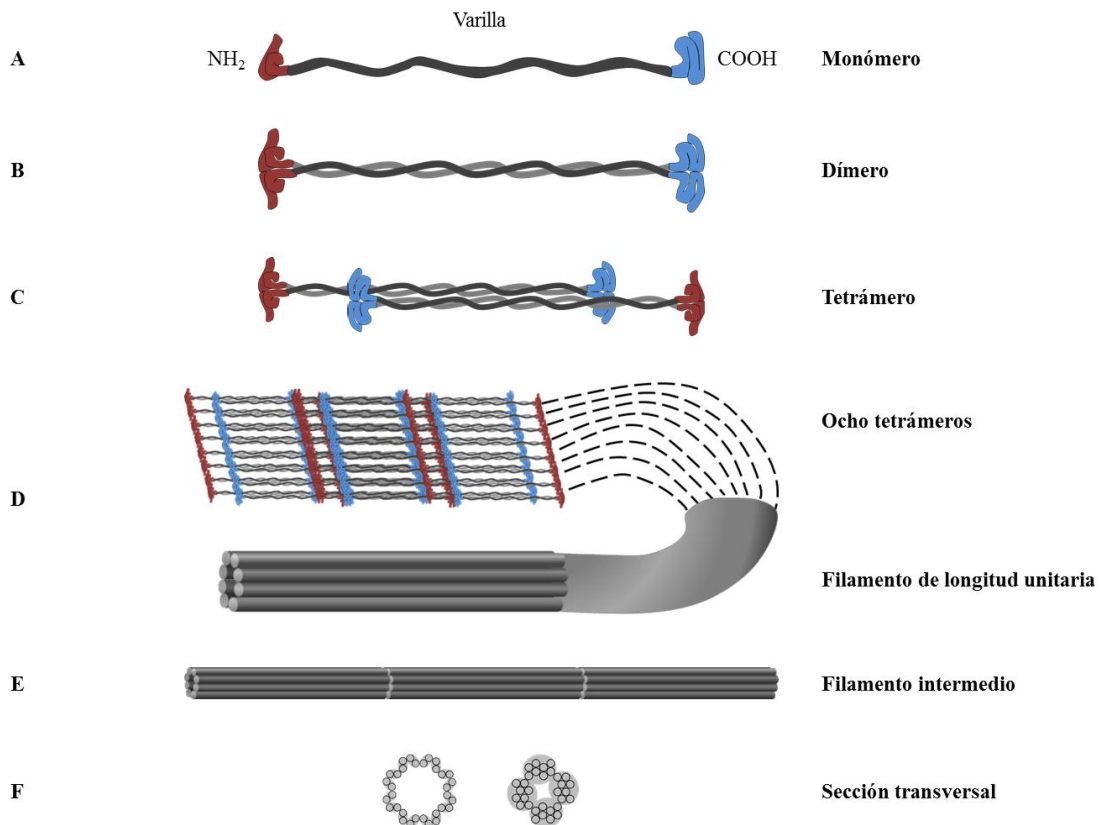 Varilla
A
NH₂
COOH
Monómero
B
Dímero
C
Tetrámero
Ocho tetrámeros
D
Filamento de longitud unitaria
E
Filamento intermedio
F
Sección transversal